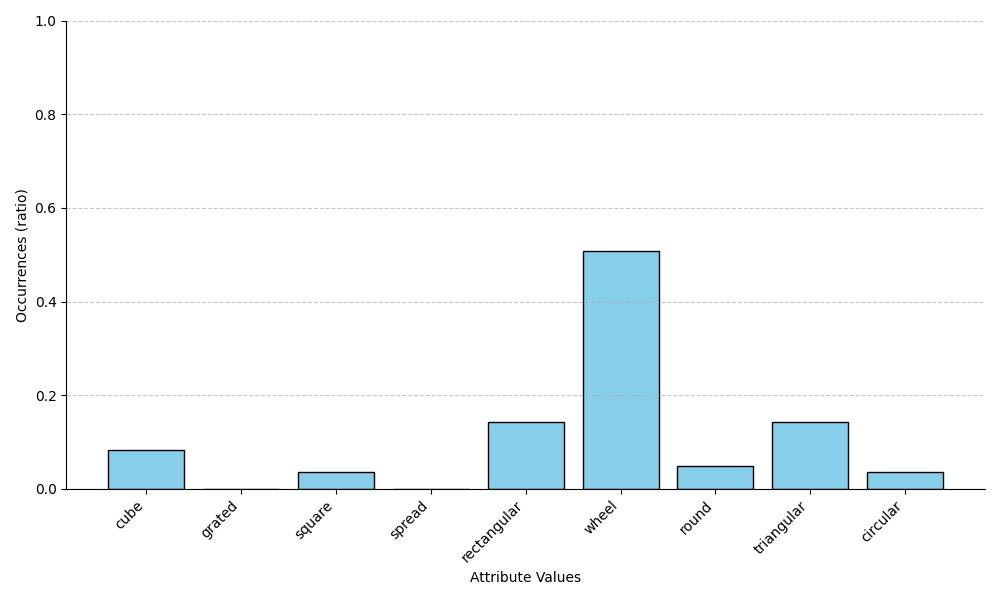 1.0
0.8
0.6
0.4
0.2
0.0
Occurrences (ratio)
cube
grated
square
spread
rectangular
wheel
round
triangular
circular
Attribute Values